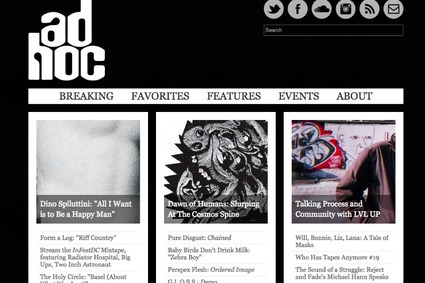 ad
hoc
Search
BREAKING FAVORITES FEATURES EVENTS ABOUT
Dino Spiluttini: "All I Want
is to Be a Happy Man"
Form a Log: "Riff Country"
Stream the InFestDC Mixtape,
featuring Radiator Hospital, Big
Ups, Two Inch Astronaut
The Holy Circle: "Basel (About
Dawn of Humans: Slurping
At The Cosmos Spine
Pure Disgust: Chained
Baby Birds Don't Drink Milk:
"Zebra Boy"
Perspex Flesh: Ordered Image
G.L.O.S.S.: Demo
Talking Process and
Community with LVL UP
Will, Bonnie, Liz, Lana: A Tale of
Masks
Who Has Tapes Anymore #19
The Sound of a Struggle: Reject
and Fade's Michael Hann Speaks